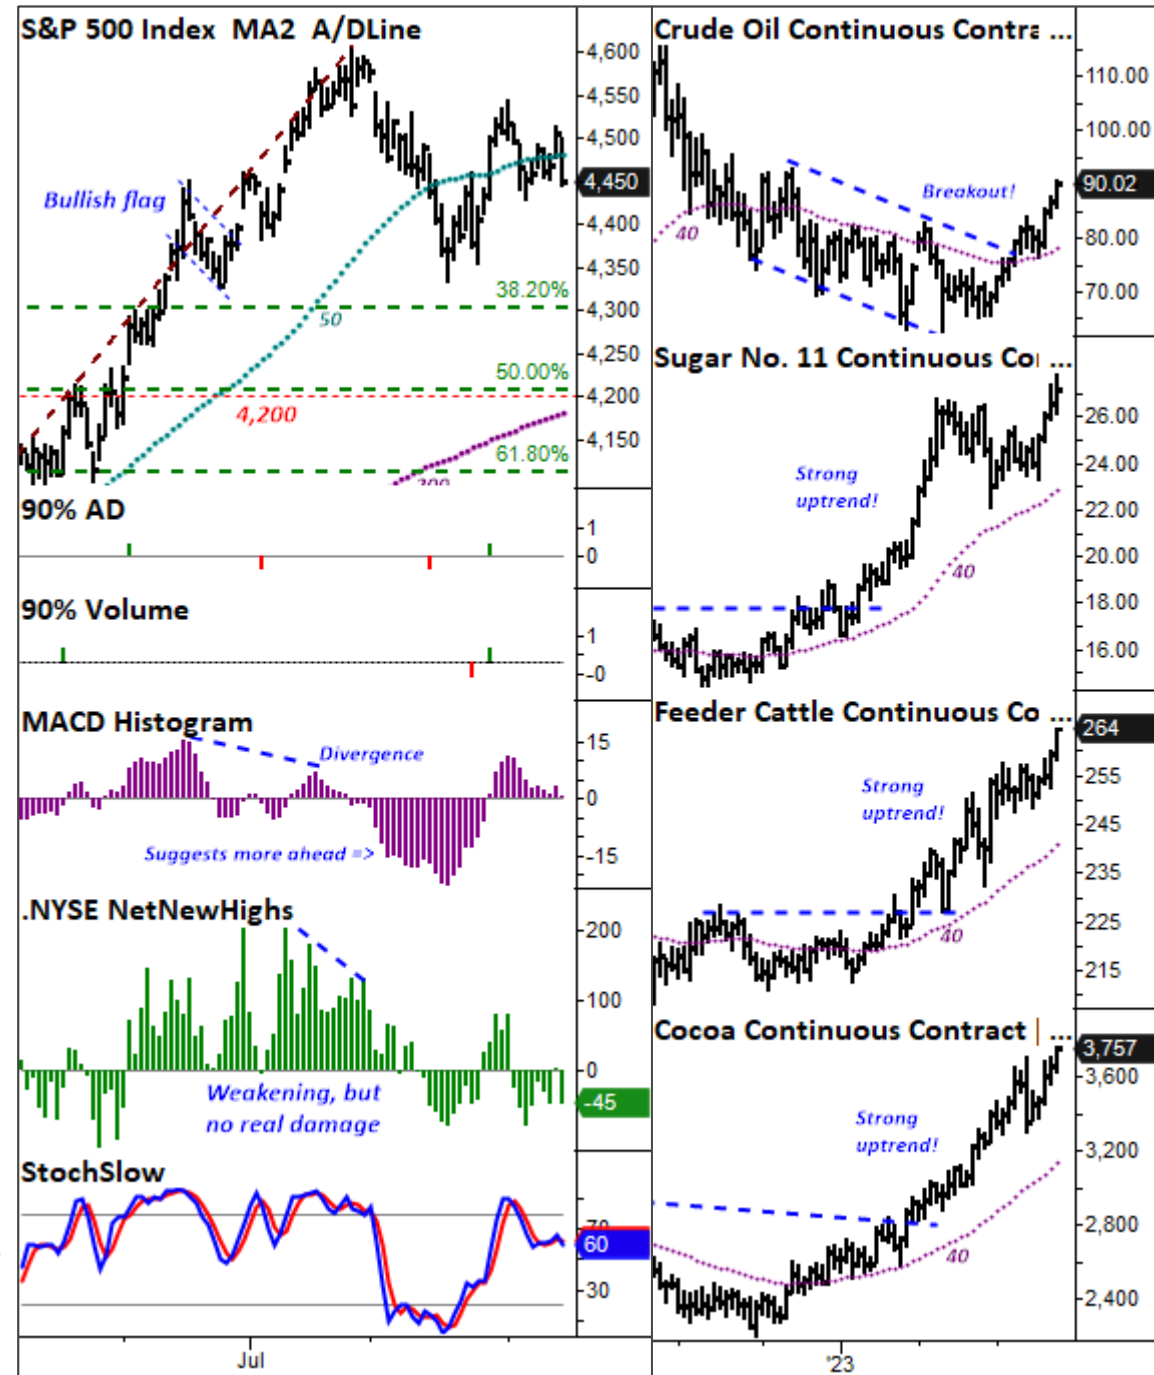 S&P 500 Index MA2 A/DLine
4,600
4,550
4,500
4,450
4,400
4,350
4,300
4,250
4,200
4,150
Bullish flag
38.20%
50
50.00%
4,200
61.80%
200
90% AD
1
0
90% Volume
1
-0
MACD Histogram
15
0
-15
Divergence
Suggests more ahead =>
.NYSE NetNewHighs
200
100
0
-45
Weakening, but
no real damage
StochSlow
70
60
30
Jul
Crude Oil Continuous Contra ...
110.00
100.00
90.02
80.00
70.00
Breakout!
40
Sugar No. 11 Continuous Co ...
26.00
24.00
22.00
20.00
18.00
16.00
Strong
uptrend!
40
Feeder Cattle Continuous Co ...
264
255
245
235
225
215
Strong
uptrend!
40
Cocoa Continuous Contract | ...
3,757
3,600
3,200
2,800
2,400
Strong
uptrend!
40
'23